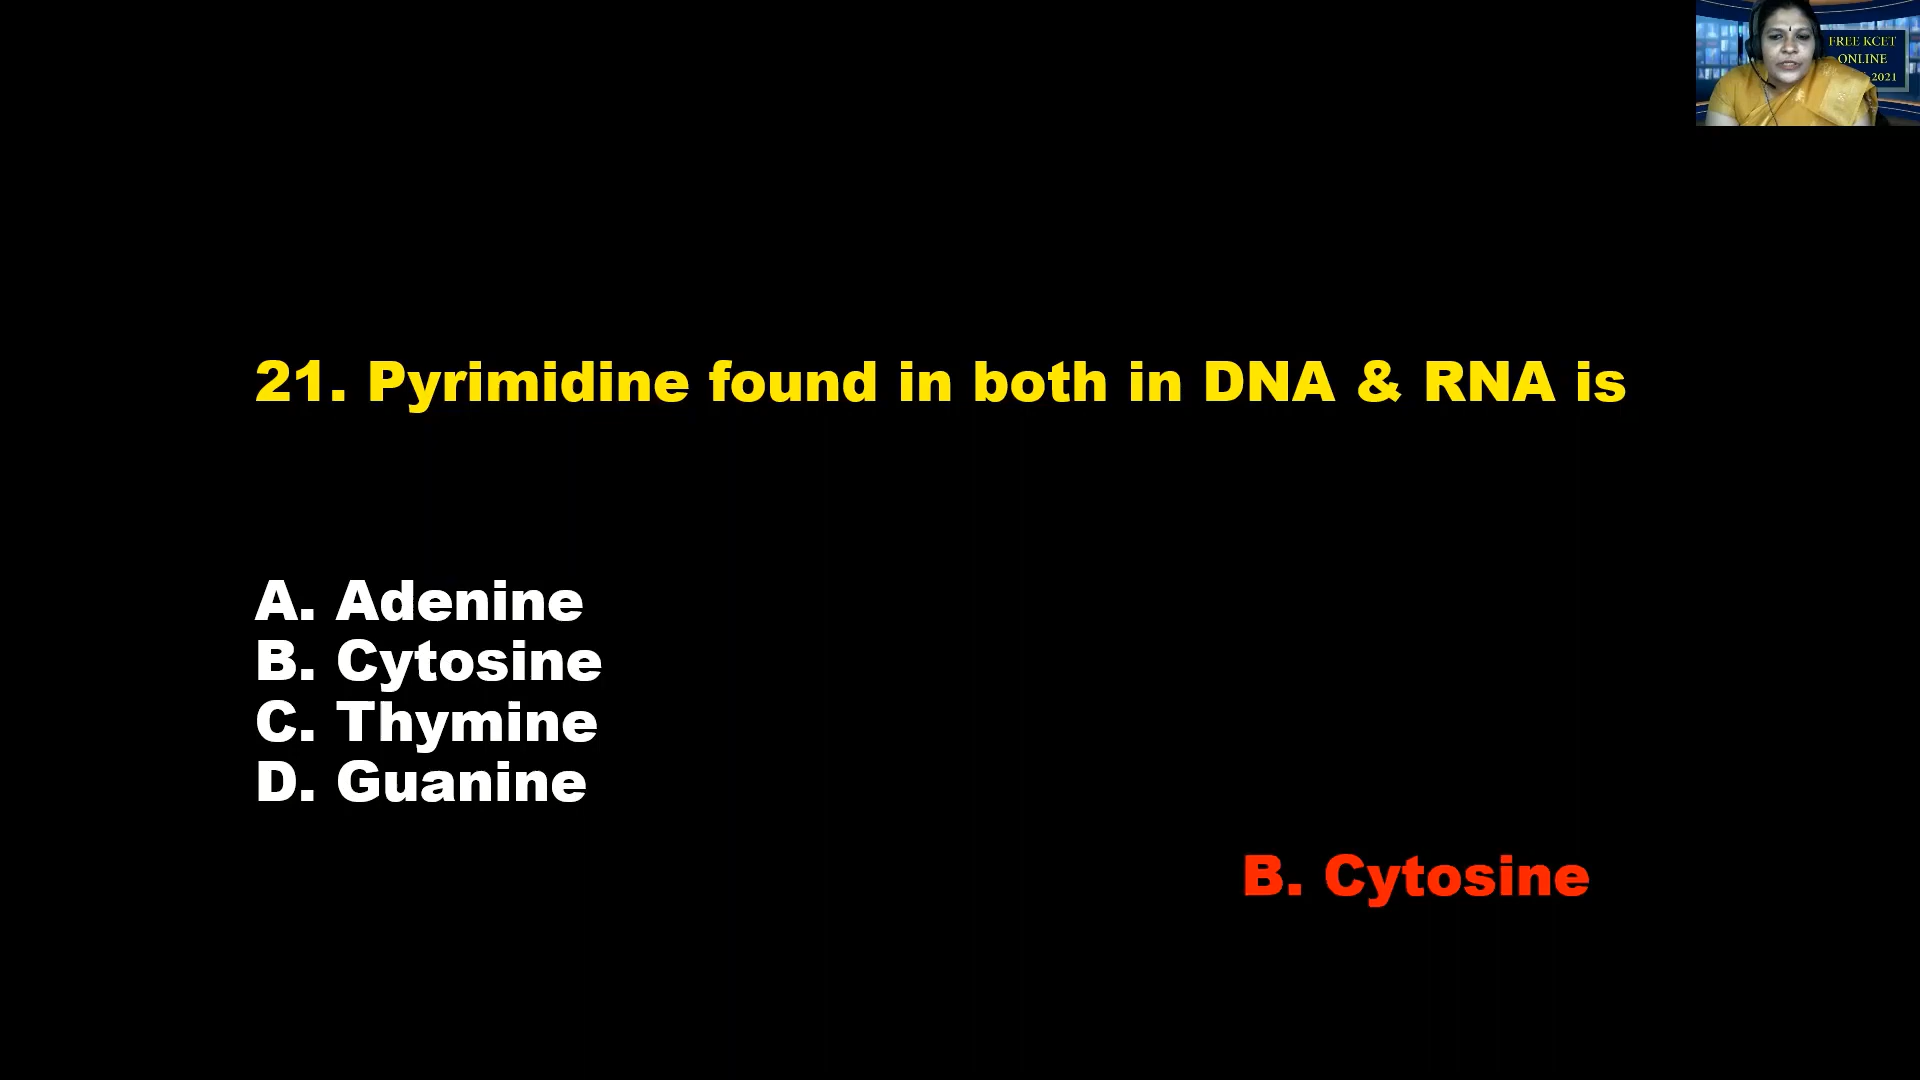 FREE KCET
ONLINE
2021
21. Pyrimidine found in both in DNA & RNA is
A. Adenine
B. Cytosine
C. Thymine
D. Guanine
B. Cytosine